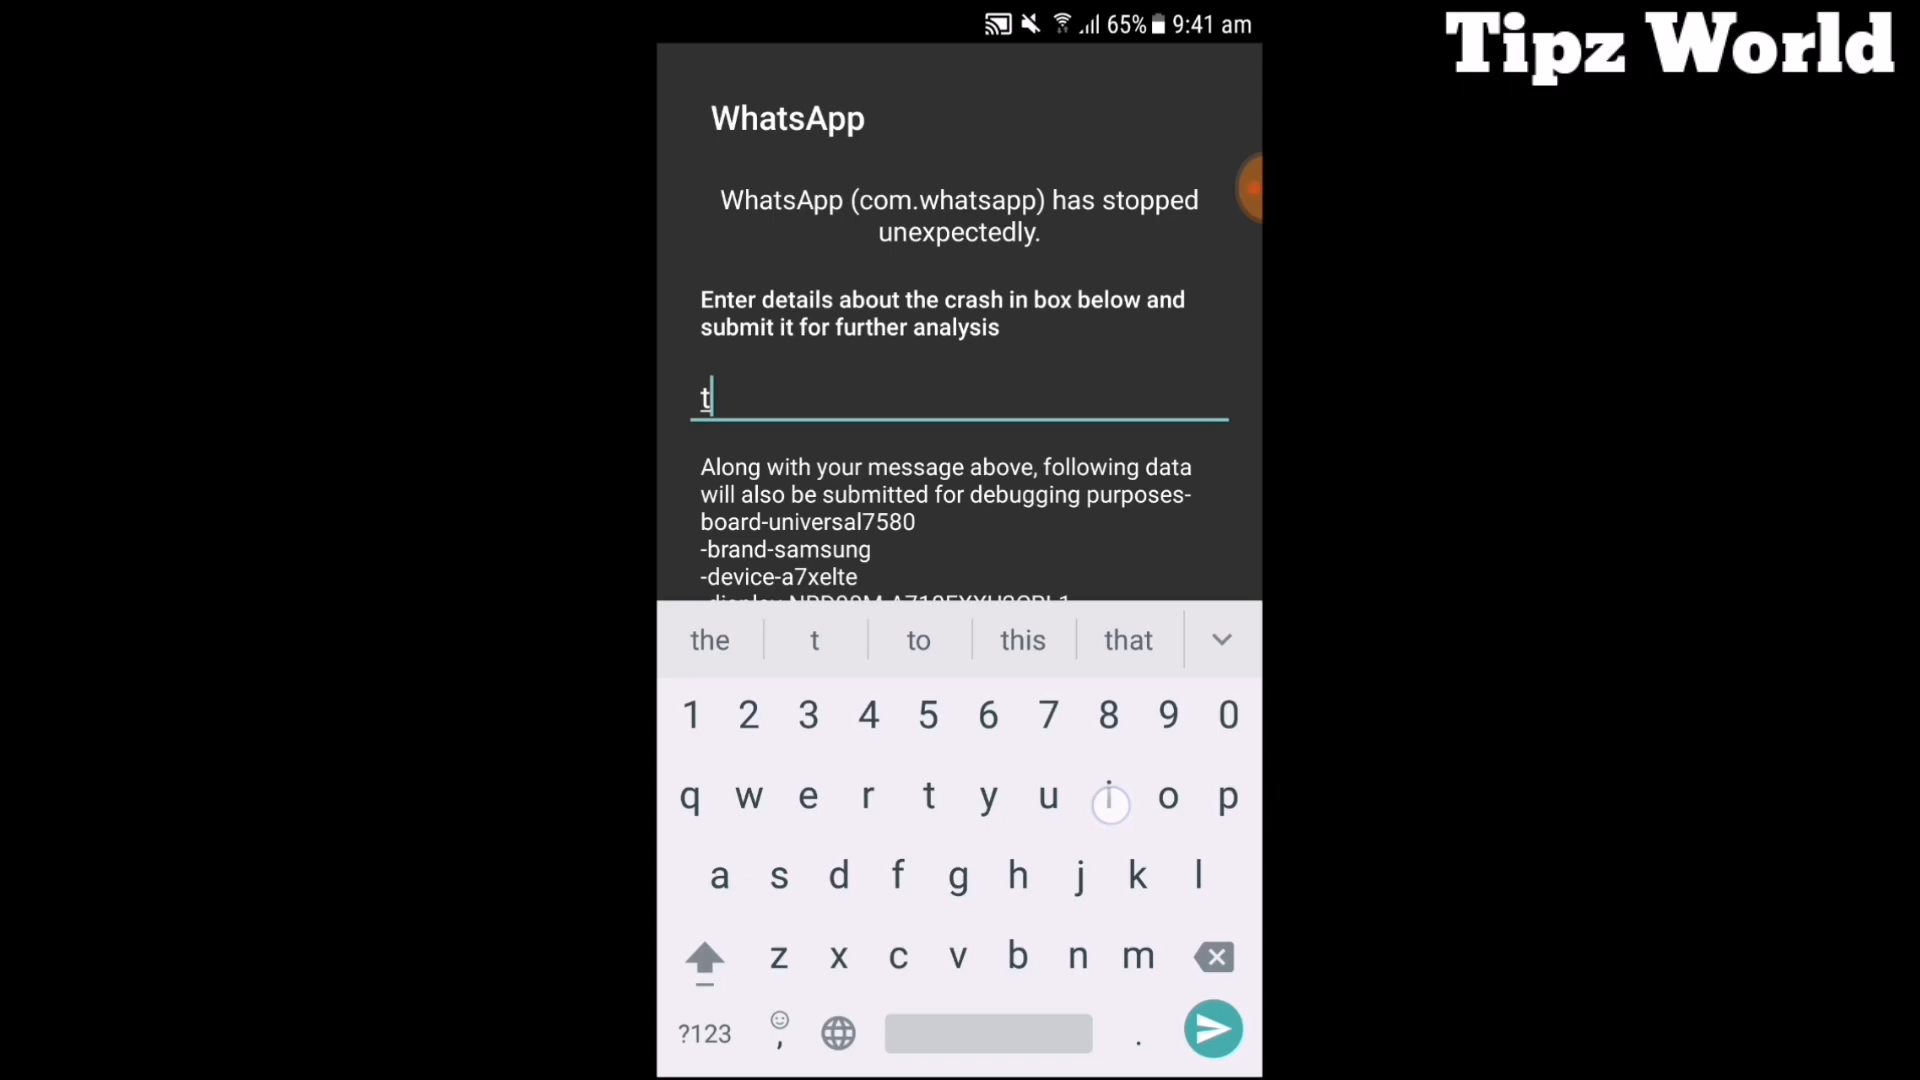 65% 9:41 am
Tipz World
WhatsApp
WhatsApp (com.whatsapp) has stopped
unexpectedly.
Enter details about the crash in box below and
submit it for further analysis
t
Along with your message above, following data
will also be submitted for debugging purposes-
board-universal7580
-brand-samsung
-device-a7xelte
the t to this that
1 2 3 4 5 6 7 8 9 0
q w e r t y u i o p
a s d f g h j k l
z x c v b n m
?123 , .